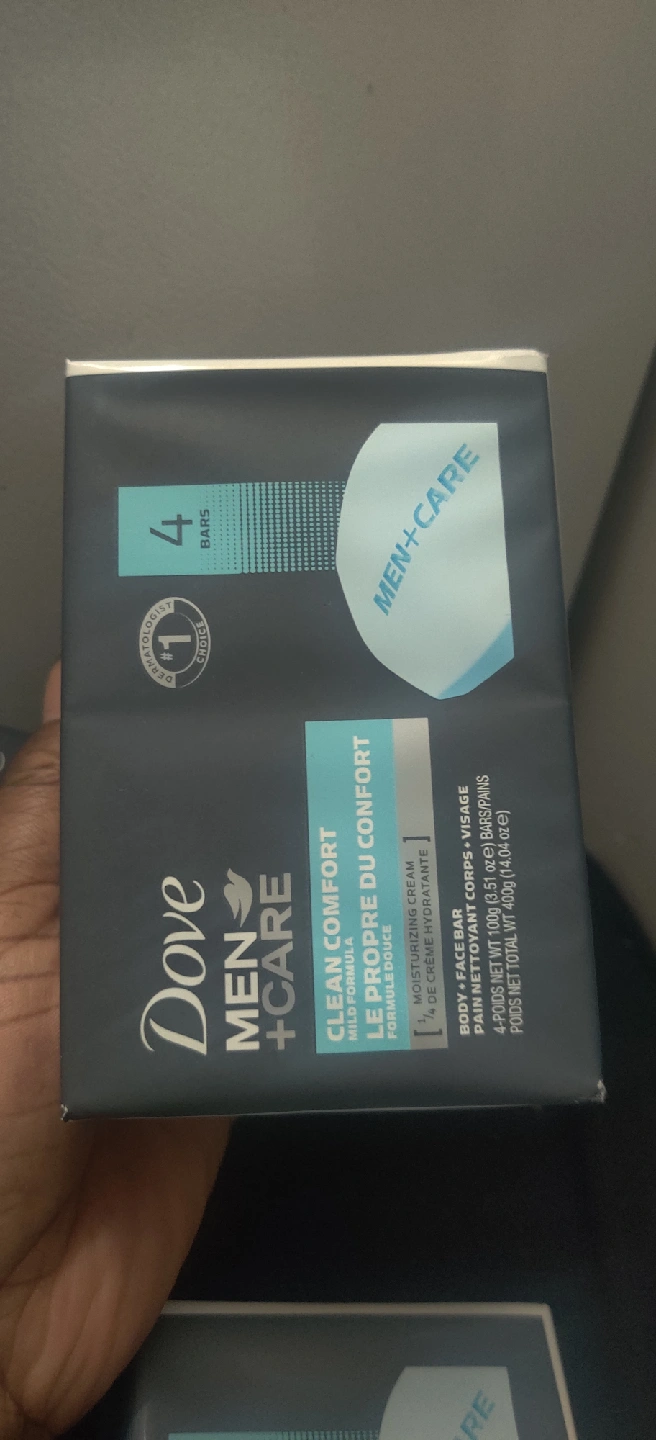 Dove
MEN
+CARE
CLEAN COMFORT
MILD FORMULA
LE PROPRE DU CONFORT
FORMULE DOUCE
[ 1/4 MOISTURIZING CREAM
DE CRÈME HYDRATANTE ]
BODY + FACE BAR
PAIN NETTOYANT CORPS + VISAGE
4-POIDS NET WT 100g (3.51 oz e) BARS/PAINS
POIDS NET TOTAL WT 400g (14.04 oz e)
DERMATOLOGIST
#1
CHOICE
4
BARS
MEN+CARE
RE